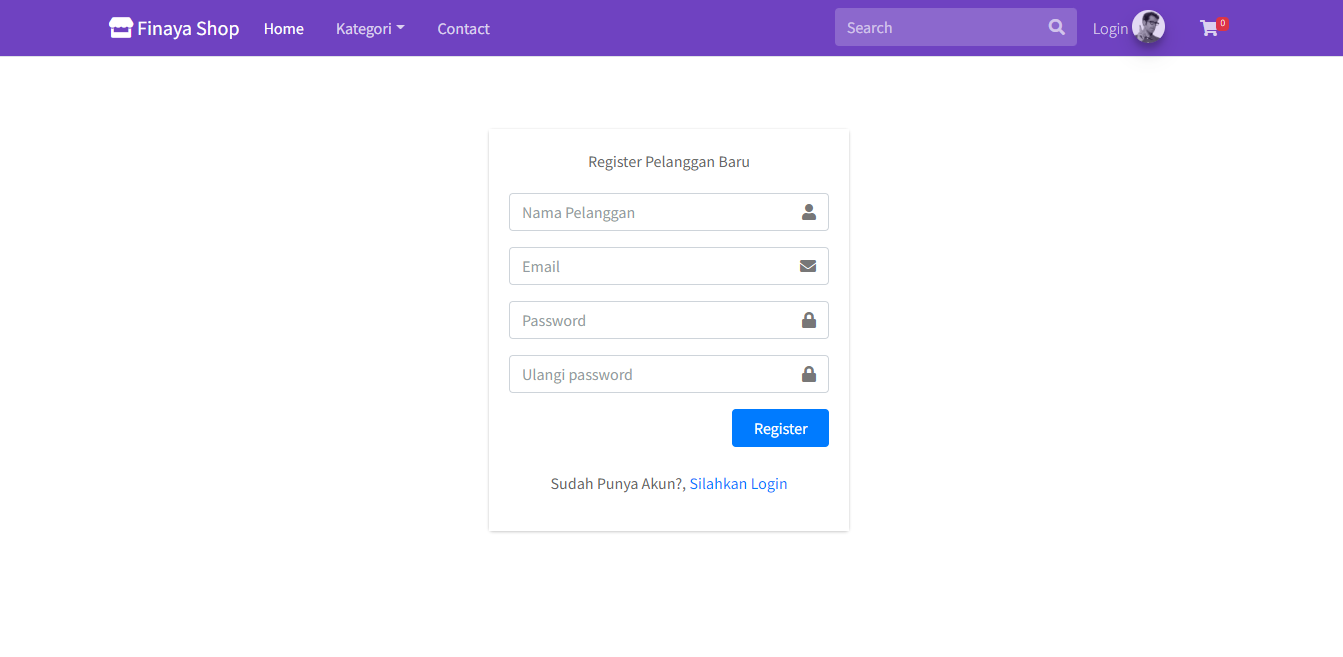 Finaya Shop Home Kategori Contact Search Login 0
Register Pelanggan Baru
Nama Pelanggan
Email
Password
Ulangi password
Register
Sudah Punya Akun?, Silahkan Login